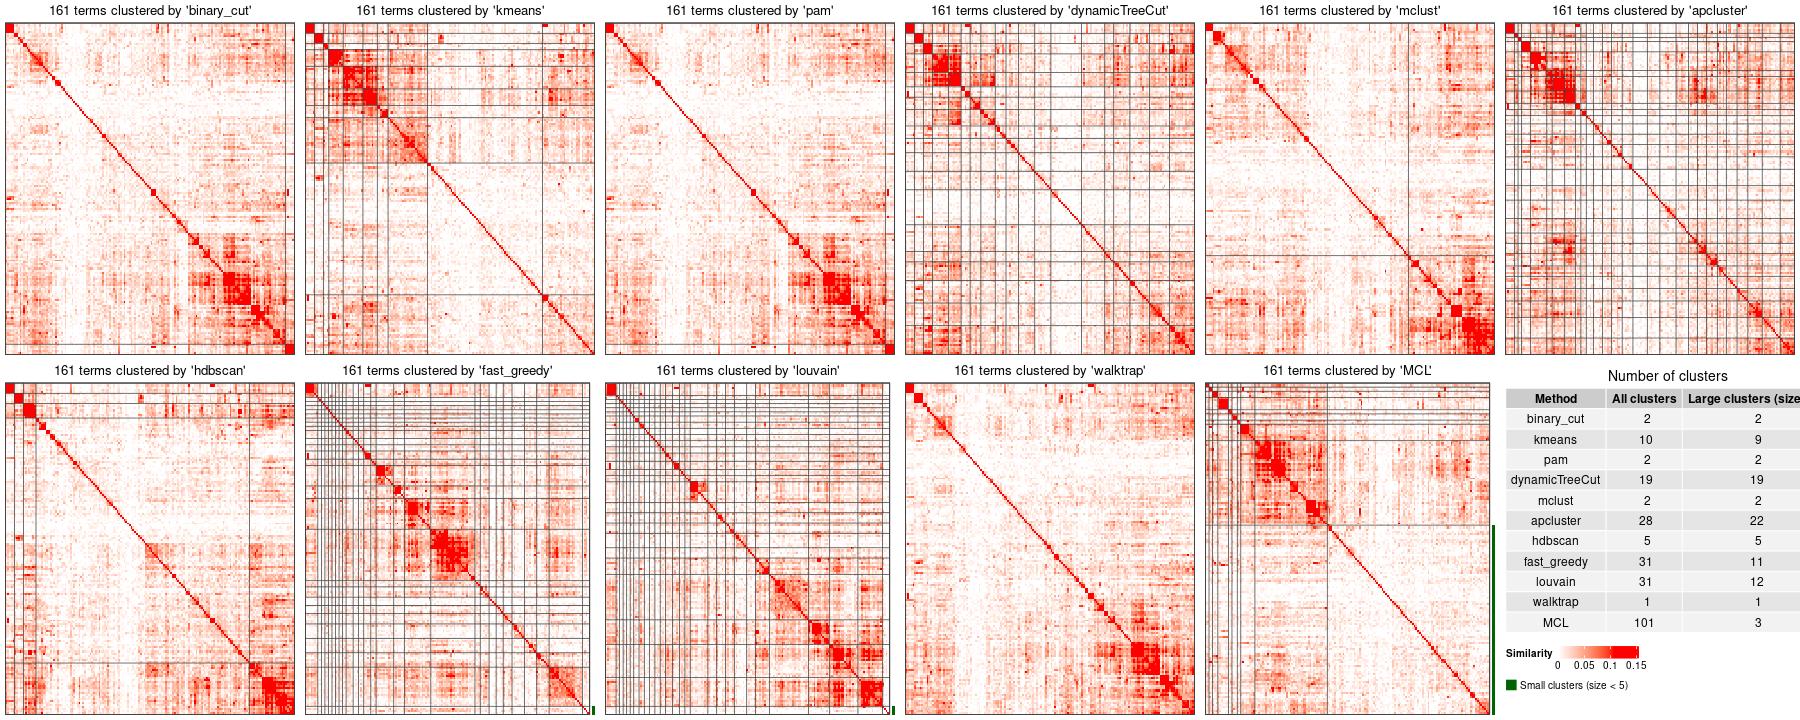 161 terms clustered by 'binary_cut'
161 terms clustered by 'kmeans'
161 terms clustered by 'pam'
161 terms clustered by 'dynamicTreeCut'
161 terms clustered by 'mclust'
161 terms clustered by 'apcluster'
161 terms clustered by 'hdbscan'
161 terms clustered by 'fast_greedy'
161 terms clustered by 'louvain'
161 terms clustered by 'walktrap'
161 terms clustered by 'MCL'
Number of clusters
Method All clusters Large clusters (size
binary_cut 2 2
kmeans 10 9
pam 2 2
dynamicTreeCut 19 19
mclust 2 2
apcluster 28 22
hdbscan 5 5
fast_greedy 31 11
louvain 31 12
walktrap 1 1
MCL 101 3
Similarity
0 0.05 0.1 0.15
Small clusters (size < 5)